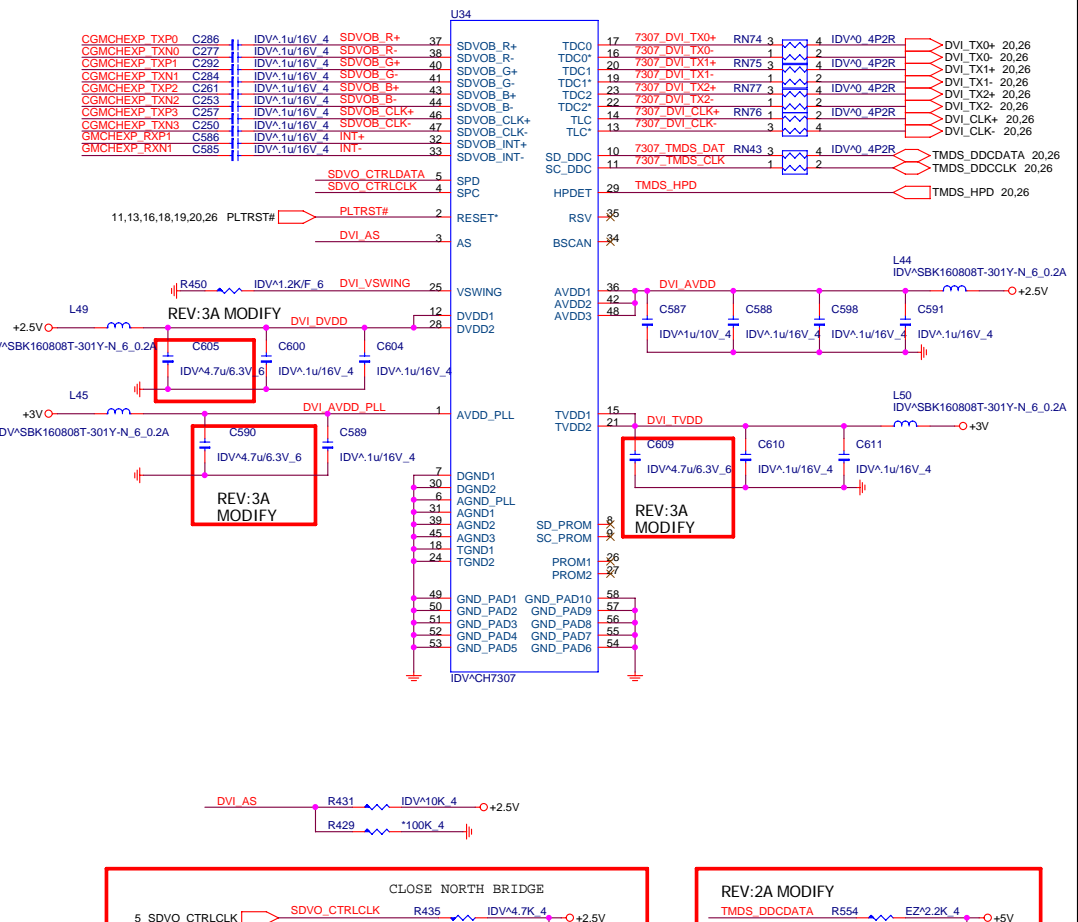 U34
CGMCHEXP_TXP0 C286 IDV^.1u/16V_4 SDVOB_R+ 37 SDVOB_R+ TDC0 17 7307_DVI_TX0+ RN74 3 4 IDV^0_4P2R DVI_TX0+ 20,26
CGMCHEXP_TXN0 C277 IDV^.1u/16V_4 SDVOB_R- 38 SDVOB_R- TDC0* 16 7307_DVI_TX0- 1 2 DVI_TX0- 20,26
CGMCHEXP_TXP1 C292 IDV^.1u/16V_4 SDVOB_G+ 40 SDVOB_G+ TDC1 20 7307_DVI_TX1+ RN75 3 4 DVI_TX1+ 20,26
CGMCHEXP_TXN1 C284 IDV^.1u/16V_4 SDVOB_G- 41 SDVOB_G- TDC1* 19 7307_DVI_TX1- 1 2 DVI_TX1- 20,26
CGMCHEXP_TXP2 C261 IDV^.1u/16V_4 SDVOB_B+ 43 SDVOB_B+ TDC2 23 7307_DVI_TX2+ RN77 3 4 IDV^0_4P2R DVI_TX2+ 20,26
CGMCHEXP_TXN2 C253 IDV^.1u/16V_4 SDVOB_B- 44 SDVOB_B- TDC2* 22 7307_DVI_TX2- 1 2 DVI_TX2- 20,26
CGMCHEXP_TXP3 C257 IDV^.1u/16V_4 SDVOB_CLK+ 46 SDVOB_CLK+ TLC 14 7307_DVI_CLK+ RN76 1 2 IDV^0_4P2R DVI_CLK+ 20,26
CGMCHEXP_TXN3 C250 IDV^.1u/16V_4 SDVOB_CLK- 47 SDVOB_CLK- TLC* 13 7307_DVI_CLK- 3 4 DVI_CLK- 20,26
GMCHEXP_RXP1 C586 IDV^.1u/16V_4 INT+ 32 SDVOB_INT+
GMCHEXP_RXN1 C585 IDV^.1u/16V_4 INT- 33 SDVOB_INT- SD_DDC 10 7307_TMDS_DAT RN43 3 4 IDV^0_4P2R TMDS_DDCDATA 20,26
SC_DDC 11 7307_TMDS_CLK 1 2 TMDS_DDCCLK 20,26
SDVO_CTRLDATA 5 SPD
SDVO_CTRLCLK 4 SPC HPDET 29 TMDS_HPD TMDS_HPD 20,26
11,13,16,18,19,20,26 PLTRST# PLTRST# 2 RESET* RSV 35
DVI_AS 3 AS BSCAN 34
L44
IDV^SBK160808T-301Y-N_6_0.2A
R450 IDV^1.2K/F_6 DVI_VSWING 25 VSWING AVDD1 36 DVI_AVDD +2.5V
AVDD2 42
AVDD3 48
L49 REV:3A MODIFY DVDD1 12 C587 C588 C598 C591
+2.5V DVI_DVDD 28 DVDD2
IDV^1u/10V_4 IDV^.1u/16V_4 IDV^.1u/16V_4 IDV^.1u/16V_4
V^SBK160808T-301Y-N_6_0.2A C605 C600 C604
IDV^4.7u/6.3V_6 IDV^.1u/16V_4 IDV^.1u/16V_4
L45 L50
IDV^SBK160808T-301Y-N_6_0.2A
+3V DVI_AVDD_PLL 1 AVDD_PLL TVDD1 15
TVDD2 21 DVI_TVDD +3V
DV^SBK160808T-301Y-N_6_0.2A C590 C589 C609 C610 C611
IDV^4.7u/6.3V_6 IDV^.1u/16V_4 IDV^4.7u/6.3V_6 IDV^.1u/16V_4 IDV^.1u/16V_4
7 DGND1
30 DGND2
REV:3A
MODIFY
6 AGND_PLL
31 AGND1
REV:3A
MODIFY
39 AGND2 SD_PROM 8
45 AGND3 SC_PROM 9
18 TGND1
24 TGND2 PROM1 26
PROM2 27
49 GND_PAD1 GND_PAD10 58
50 GND_PAD2 GND_PAD9 57
51 GND_PAD3 GND_PAD8 56
52 GND_PAD4 GND_PAD7 55
53 GND_PAD5 GND_PAD6 54
IDV^CH7307
DVI_AS R431 IDV^10K_4 +2.5V
R429 *100K_4
CLOSE NORTH BRIDGE
5 SDVO_CTRLCLK SDVO_CTRLCLK R435 IDV^4.7K_4 +2.5V
REV:2A MODIFY
TMDS_DDCDATA R554 EZ^2.2K_4 +5V